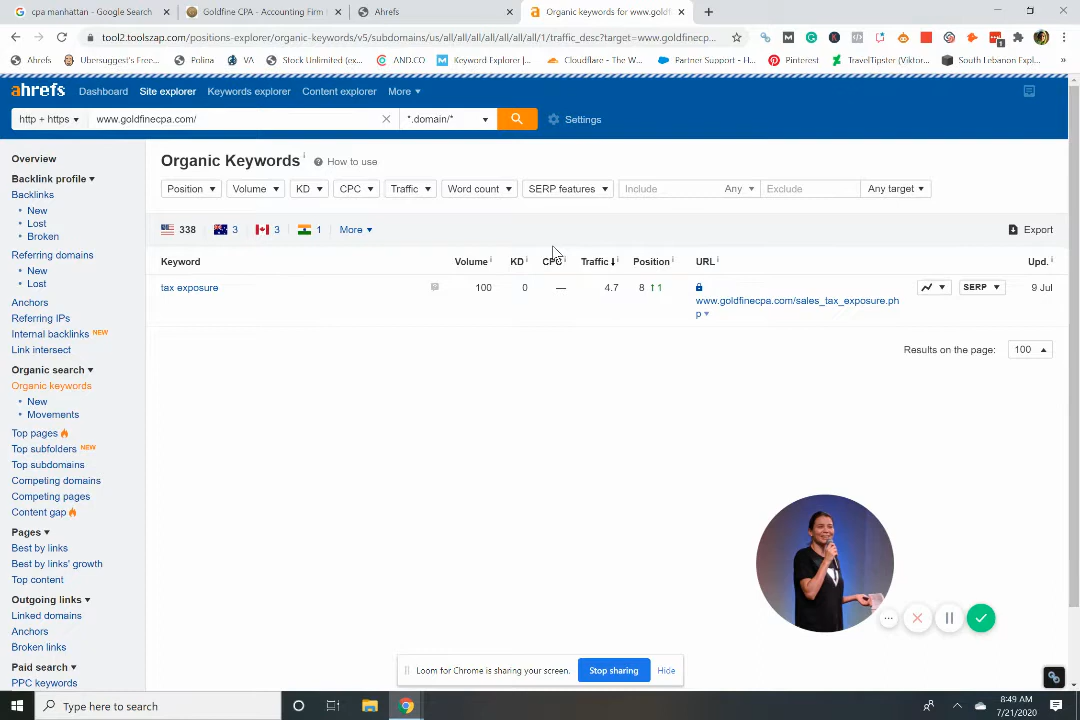 cpa manhattan - Google Search
Goldfine CPA - Accounting Firm
Ahrefs
Organic keywords for www.goldf
tool2.toolszap.com/positions-explorer/organic-keywords/v5/subdomains/us/all/all/all/all/all/all/all/1/traffic_desc?target=www.goldfinecp...
Ahrefs
Ubersuggest's Free...
Polina
VA
Stock Unlimited (ex...
AND.CO
Keyword Explorer |...
Cloudflare - The W...
Partner Support - H...
Pinterest
TravelTipster (Viktor...
South Lebanon Expl...
ahrefs
Dashboard
Site explorer
Keywords explorer
Content explorer
More
http + https
www.goldfinecpa.com/
*.domain/*
Settings
Overview
Backlink profile
Backlinks
New
Lost
Broken
Referring domains
New
Lost
Anchors
Referring IPs
Internal backlinks NEW
Link intersect
Organic search
Organic keywords
New
Movements
Top pages
Top subfolders NEW
Top subdomains
Competing domains
Competing pages
Content gap
Pages
Best by links
Best by links' growth
Top content
Outgoing links
Linked domains
Anchors
Broken links
Paid search
PPC keywords
Organic Keywords i
? How to use
Position
Volume
KD
CPC
Traffic
Word count
SERP features
Include
Any
Exclude
Any target
338
3
3
1
More
Export
Keyword
Volume i
KD i
CPC i
Traffic i
Position i
URL i
Upd. i
tax exposure
100
0
—
4.7
8 ↑1
www.goldfinecpa.com/sales_tax_exposure.ph
p
SERP
9 Jul
Results on the page:
100
Loom for Chrome is sharing your screen.
Stop sharing
Hide
Type here to search
8:49 AM
7/21/2020